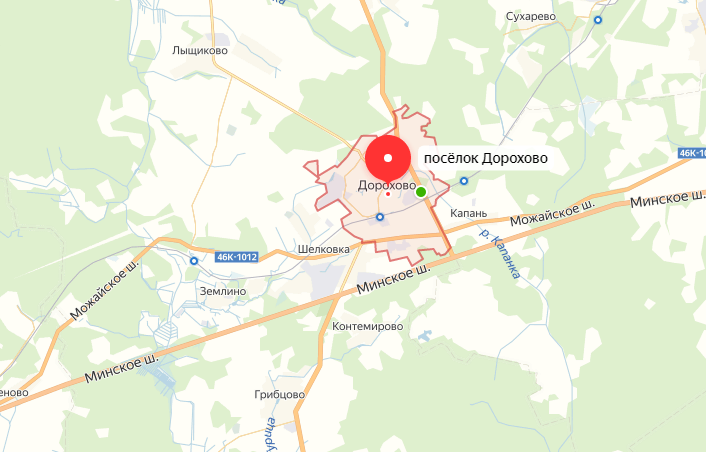 Сухарево
Лыщиково
46К-10
посёлок Дорохово
Дорохово
Минское ш.
Капань
Можайское ш.
р. Капанка
Шелковка
46К-1012
Землино
Минское ш.
Можайское ш.
Контемирово
Минское ш.
Грибцово